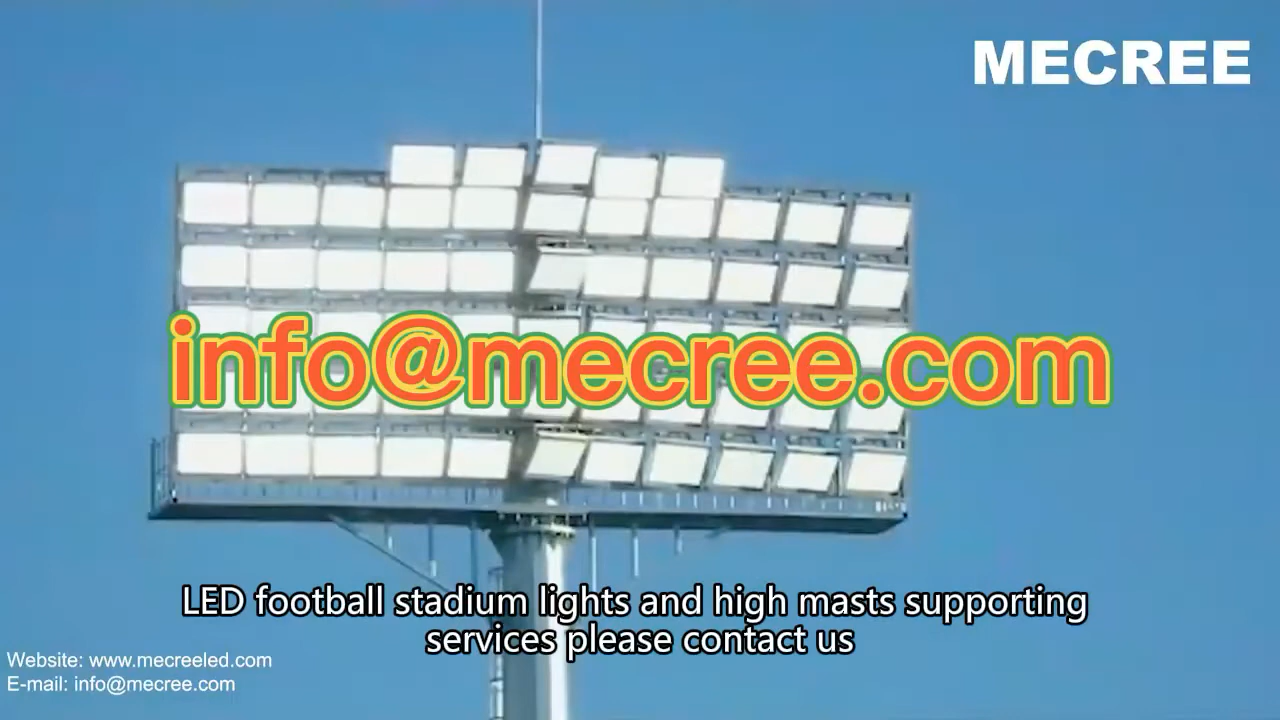 MECREE
info@mecree.com
LED football stadium lights and high masts supporting
services please contact us
Website: www.mecreeled.com
E-mail: info@mecree.com